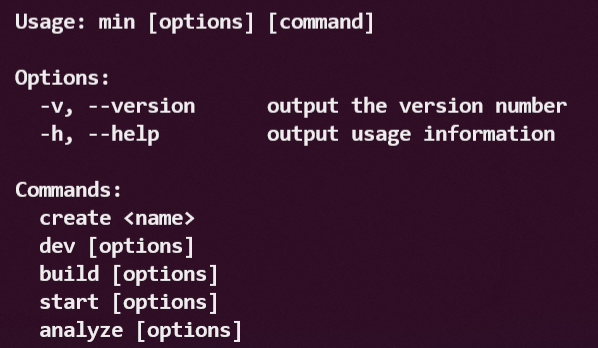 Usage: min [options] [command]

Options:
  -v, --version      output the version number
  -h, --help         output usage information

Commands:
  create <name>
  dev [options]
  build [options]
  start [options]
  analyze [options]